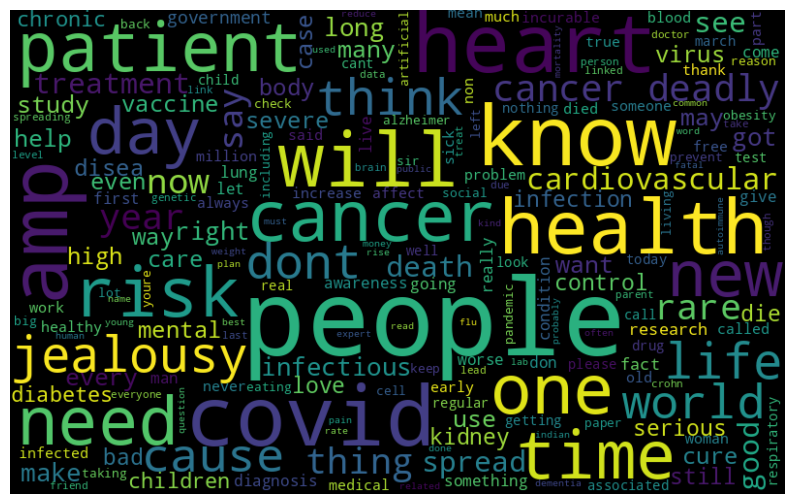 patient
heart
know
people
health
will
cancer
covid
day
risk
need
one
time
new
life
world
think
jealousy
amp
dont
cause
rare
year
say
now
thing
cancer deadly
cardiovascular
treatment
study
vaccine
help
disea
even
chronic
back
government
blood
doctor
long
many
case
cant
used
data
reduce
artificial
mean
much
incurable
true
march
person
linked
virus
part
see
come
thank
reason
mortality
link
child
check
body
severe
spreading
level
million
said
live
left
non
alzheimer
sick
nothing
someone
died
obesity
common
may
got
word
take
prevent
free
test
fatal
lung
including
brain
sir
public
treat
problem
let
first
genetic
always
increase
affect
social
due
infection
give
living
autoimmune
though
way
right
care
high
must
kind
weight
money
well
look
want
today
death
going
really
condition
control
parent
die
lot
plan
real
rise
awareness
pandemic
call
work
youre
name
young
best
read
flu
expert
lab
often
probably
drug
research
called
big
healthy
mental
human
last
infectious
worse
don
please
fact
old
crohn
every
man
never
eating
love
cell
keep
lead
early
diabetes
everyone
question
pain
rate
regular
getting
paper
woman
serious
good
respiratory
use
kidney
done
indian
dementia
infected
bad
taking
make
friend
children
diagnosis
medical
related
spread
something
associated
cure
still